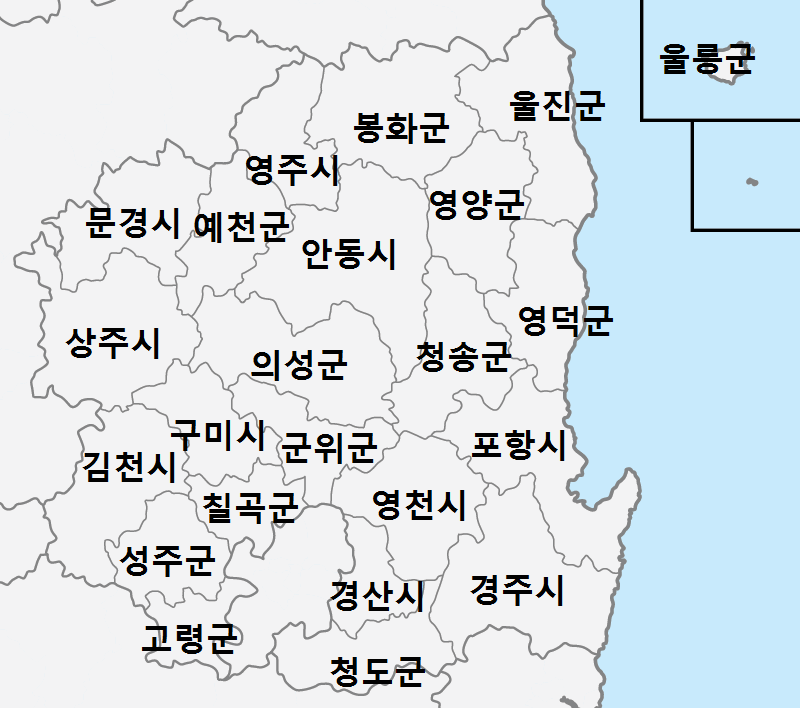 울릉군
울진군
봉화군
영주시
영양군
문경시
예천군
안동시
영덕군
상주시
의성군
청송군
구미시
군위군
포항시
김천시
칠곡군
영천시
성주군
경산시
경주시
고령군
청도군